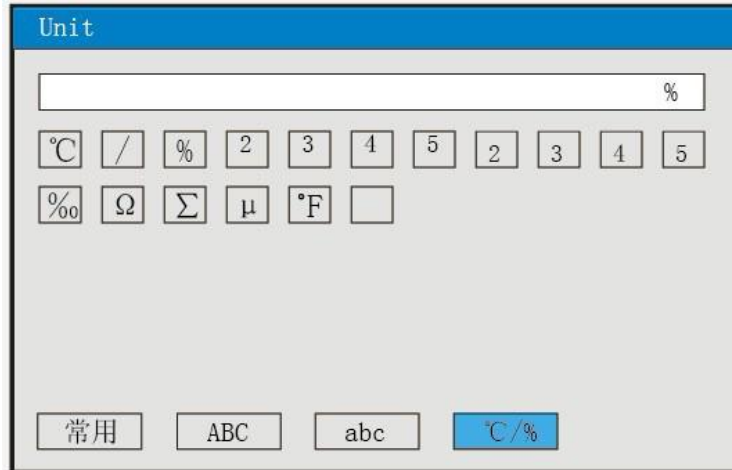 Unit
%
℃ / % ² ³ ⁴ ⁵ ₂ ₃ ₄ ₅
‰ Ω Σ μ ℉
常用 ABC abc ℃/%